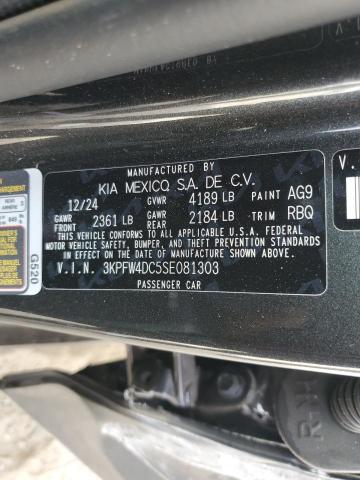 MANUFACTURED BY
KIA MEXICO S.A. DE C.V.
12/24 GVWR 4189 LB PAINT AG9
GAWR FRONT 2361 LB GAWR REAR 2184 LB TRIM RBQ
THIS VEHICLE CONFORMS TO ALL APPLICABLE FEDERAL
MOTOR VEHICLE SAFETY, BUMPER, AND THEFT PREVENTION
STANDARDS IN EFFECT ON THE DATE OF MANUFACTURE SHOWN ABOVE.
V.I.N. 3KPFW4DC5SE081303
PASSENGER CAR
G520
V.